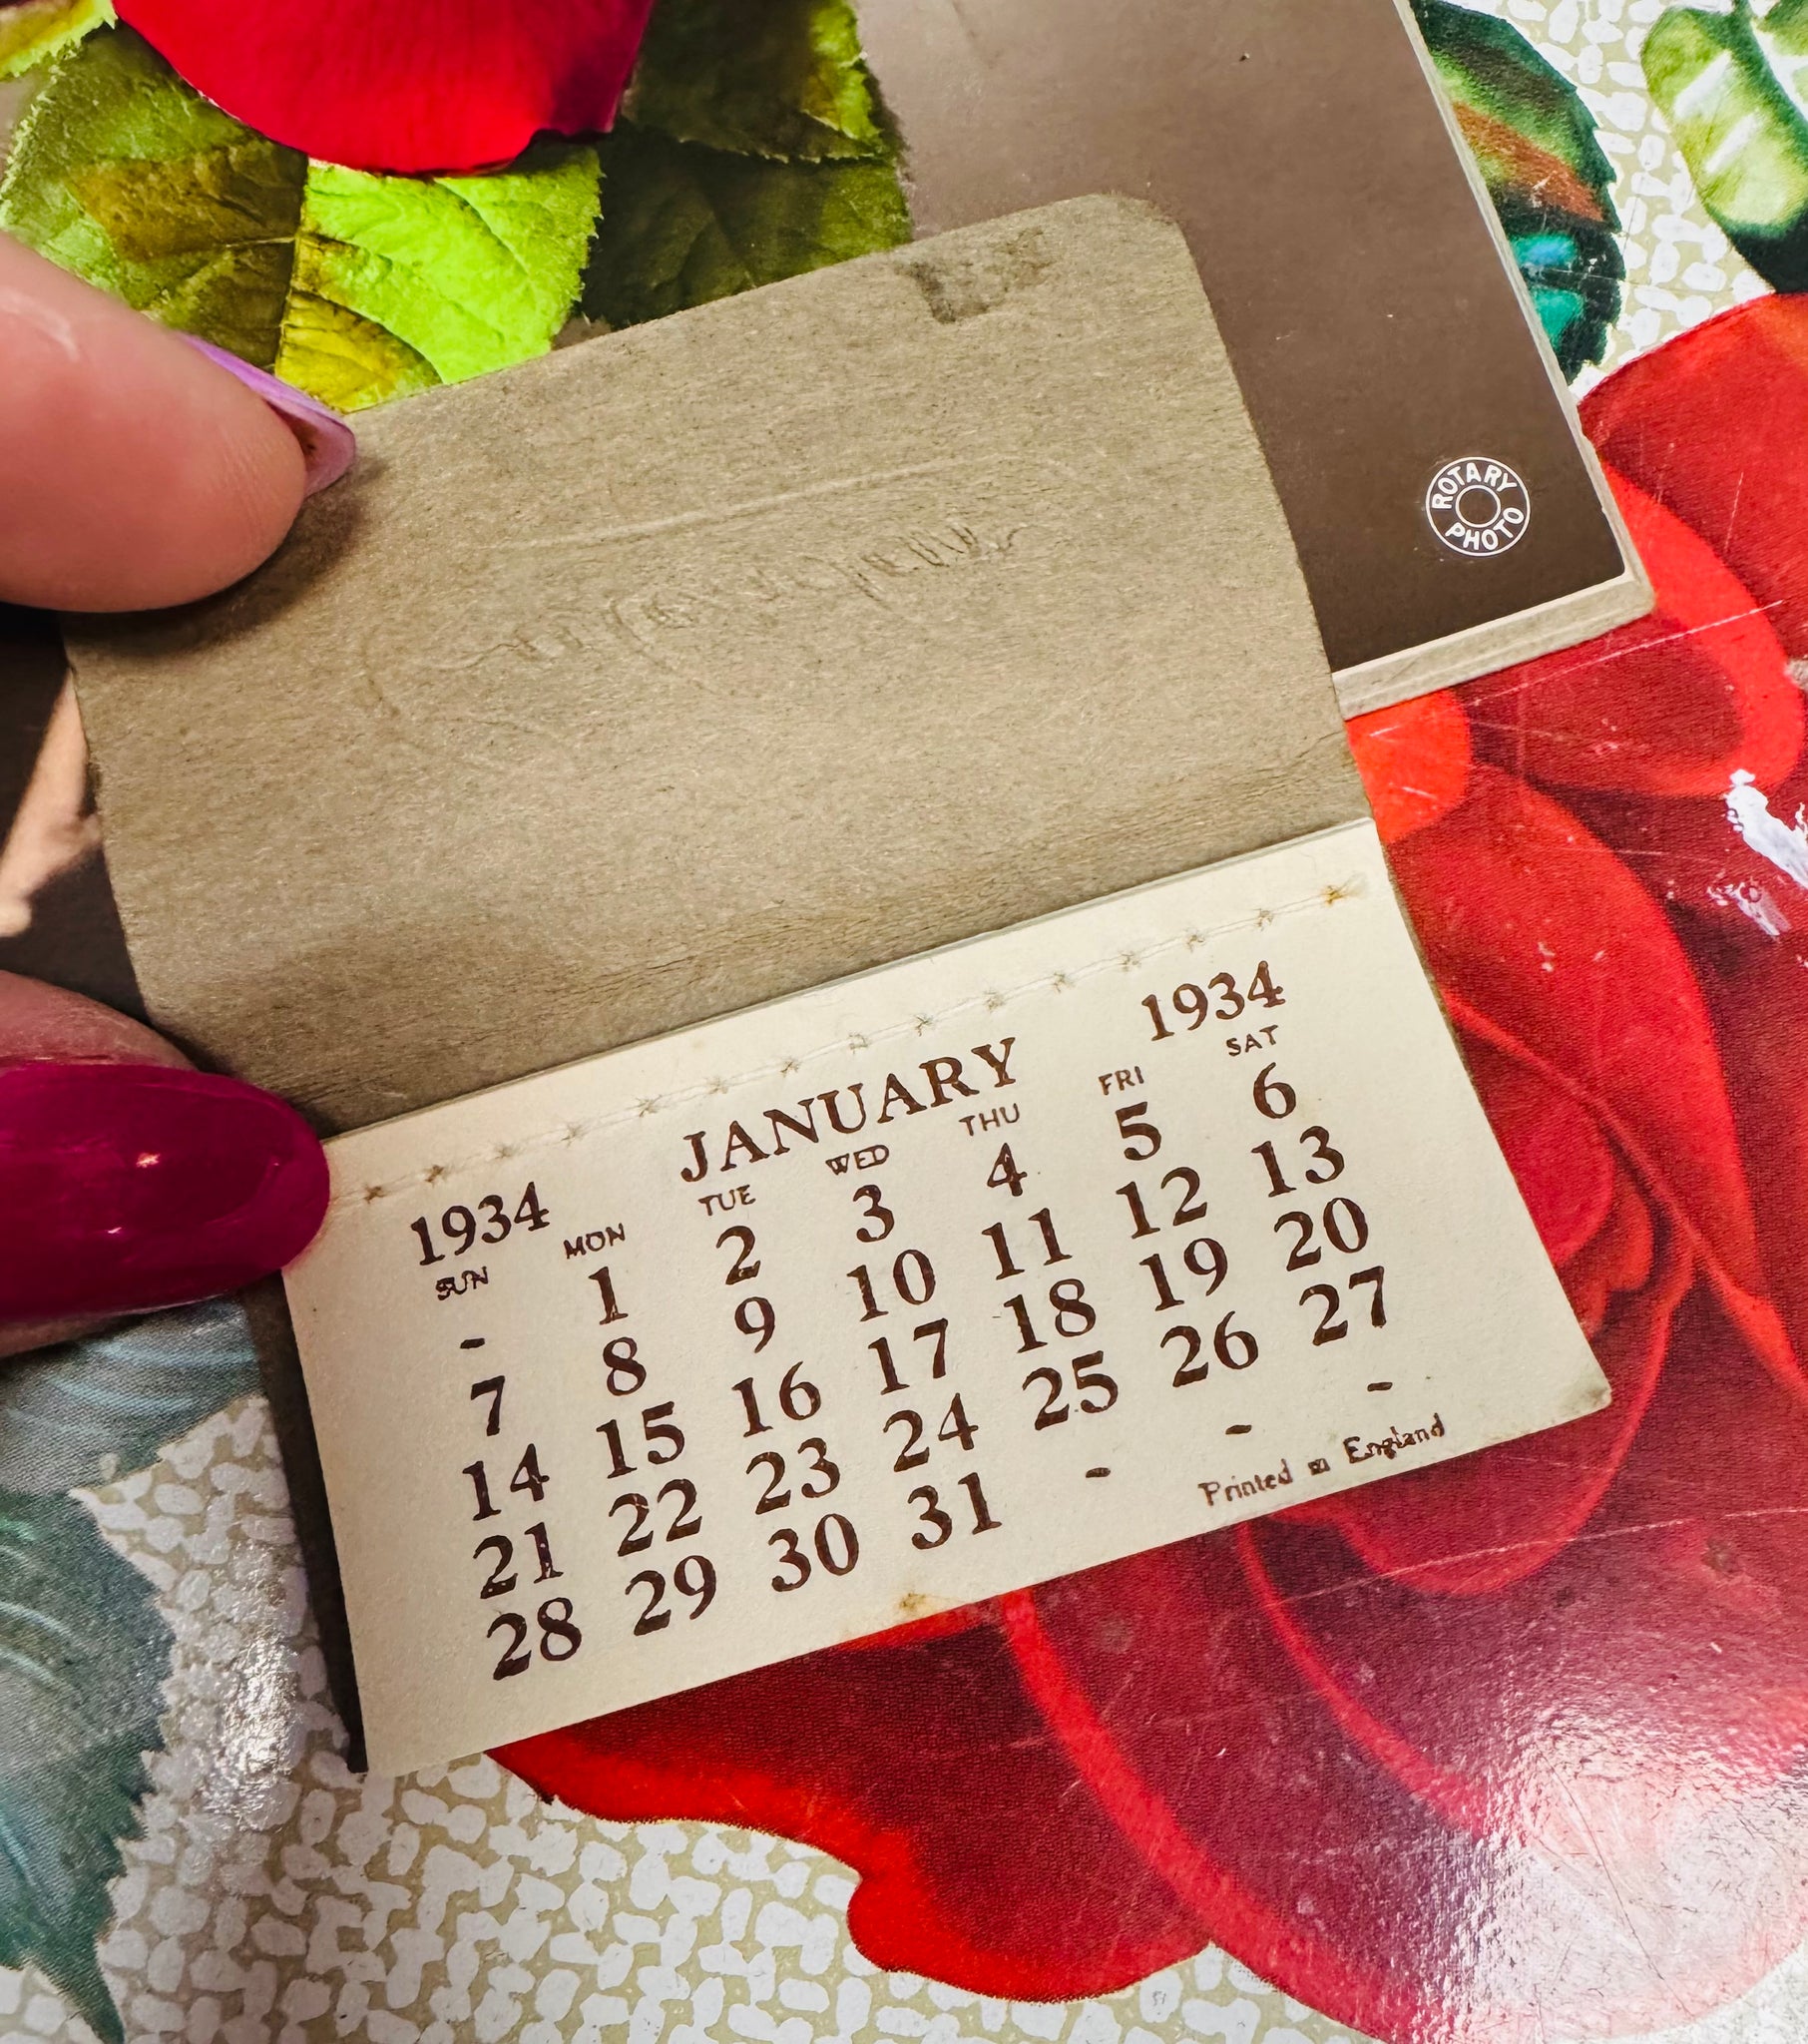 ROTARY
PHOTO
1934 JANUARY 1934
SUN MON TUE WED THU FRI SAT
- 1 2 3 4 5 6
7 8 9 10 11 12 13
14 15 16 17 18 19 20
21 22 23 24 25 26 27
28 29 30 31 - - -
Printed in England